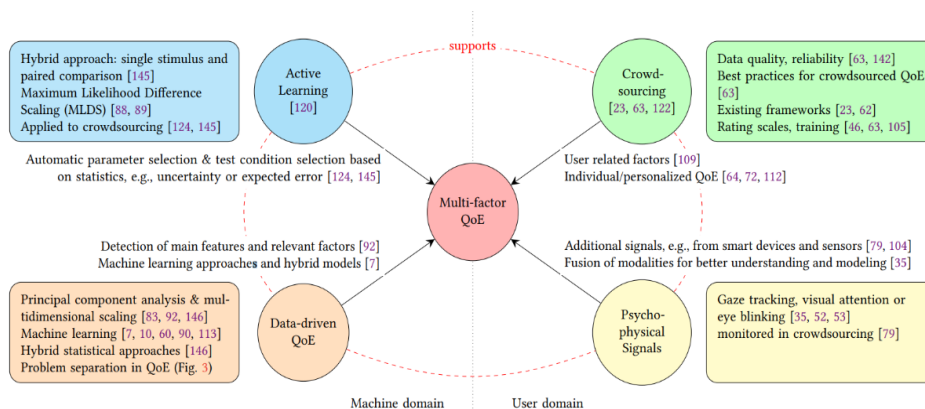 supports
Hybrid approach: single stimulus and
paired comparison [145]
Maximum Likelihood Difference
Scaling (MLDS) [88, 89]
Applied to crowdsourcing [124, 145]
Active
Learning
[120]
Crowd-
sourcing
[23, 63, 122]
Data quality, reliability [63, 142]
Best practices for crowdsourced QoE
[63]
Existing frameworks [23, 62]
Rating scales, training [46, 63, 105]
Automatic parameter selection & test condition selection based
on statistics, e.g., uncertainty or expected error [124, 145]
User related factors [109]
Individual/personalized QoE [64, 72, 112]
Multi-factor
QoE
Detection of main features and relevant factors [92]
Machine learning approaches and hybrid models [7]
Additional signals, e.g., from smart devices and sensors [79, 104]
Fusion of modalities for better understanding and modeling [35]
Principal component analysis & mul-
tidimensional scaling [83, 92, 146]
Machine learning [7, 10, 60, 90, 113]
Hybrid statistical approaches [146]
Problem separation in QoE (Fig. 3)
Data-driven
QoE
Psycho-
physical
Signals
Gaze tracking, visual attention or
eye blinking [35, 52, 53]
monitored in crowdsourcing [79]
Machine domain
User domain